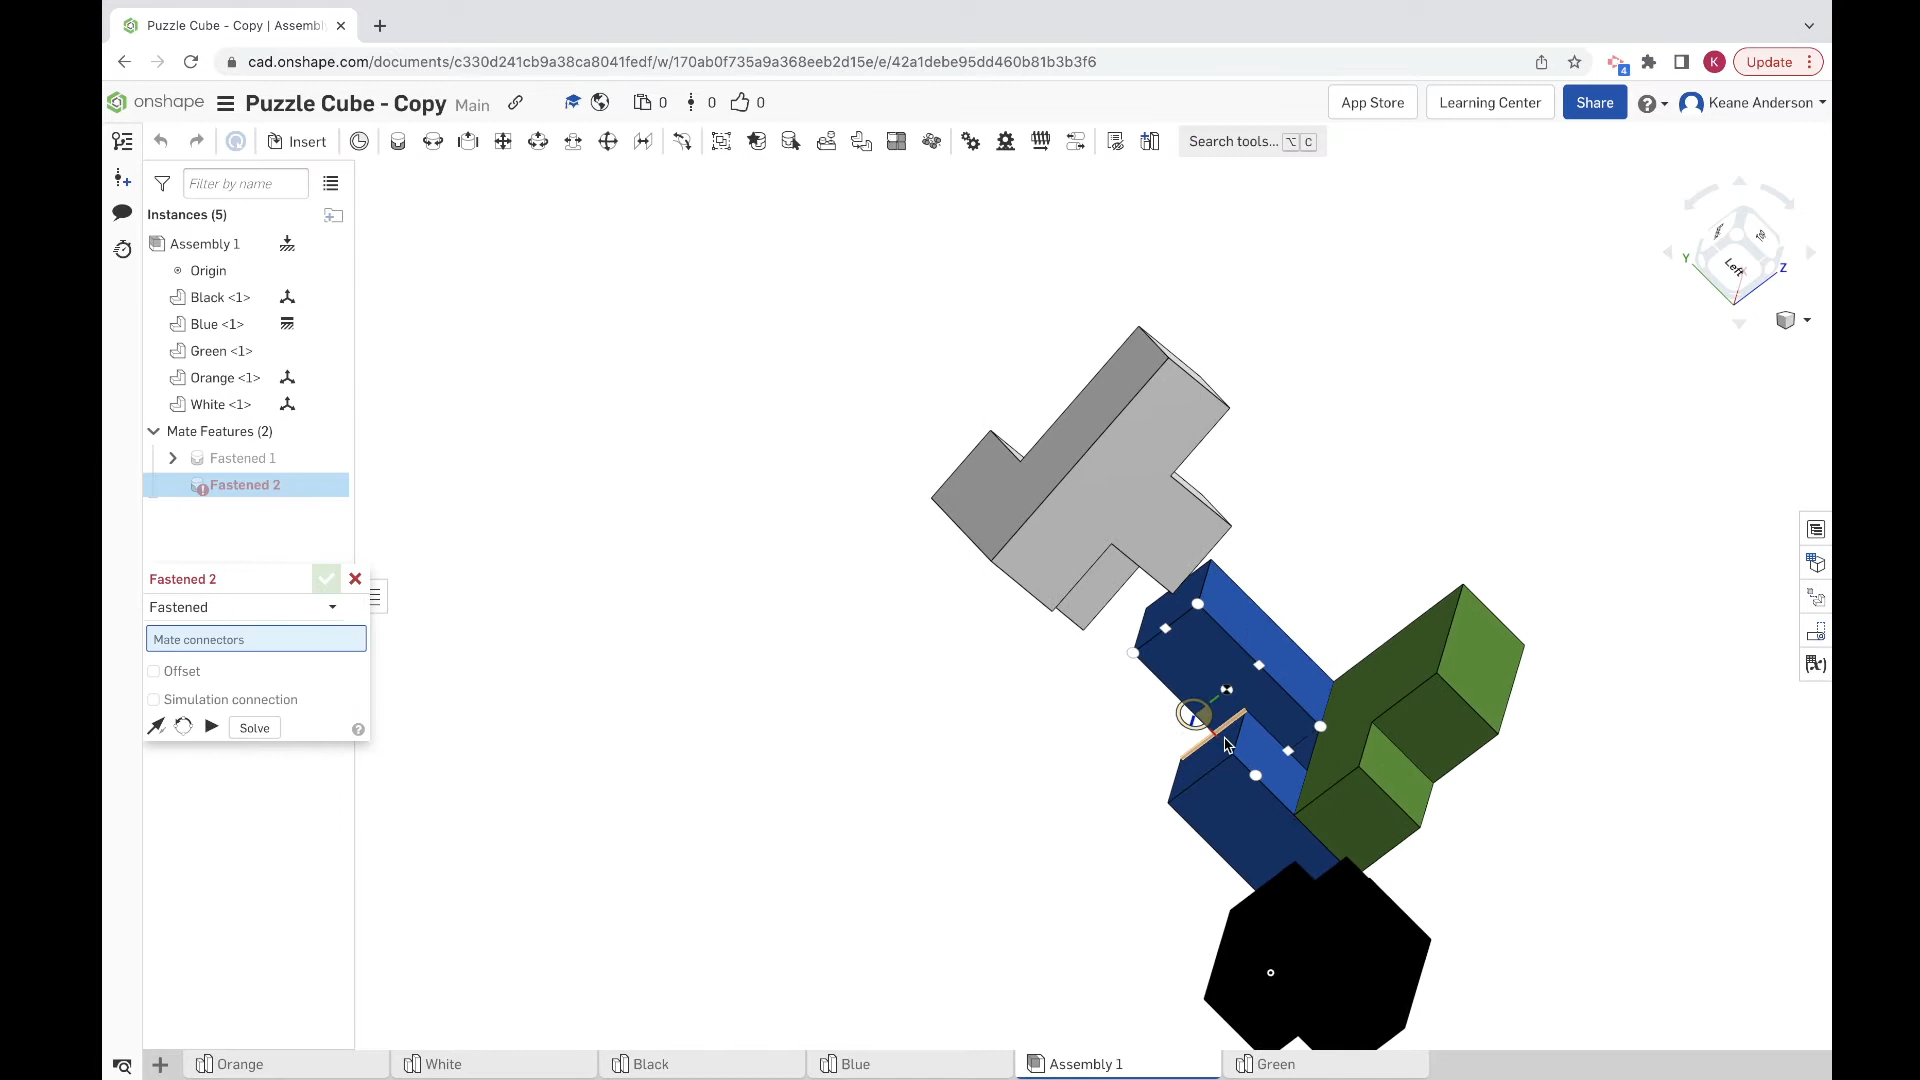 Puzzle Cube - Copy | Assembl
cad.onshape.com/documents/c330d241cb9a38ca8041fedf/w/170ab0f735a9a368eeb2d15e/e/42a1debe95dd460b81b3b3f6
4
K
Update
onshape
Puzzle Cube - Copy Main
0
0
0
App Store
Learning Center
Share
Keane Anderson
Insert
Search tools... ⌥ C
Filter by name
Instances (5)
Assembly 1
Origin
Black <1>
Blue <1>
Green <1>
Orange <1>
White <1>
Mate Features (2)
Fastened 1
Fastened 2
Fastened 2
Fastened
Mate connectors
Offset
Simulation connection
Solve
Top
Left
Y
Z
Orange
White
Black
Blue
Assembly 1
Green